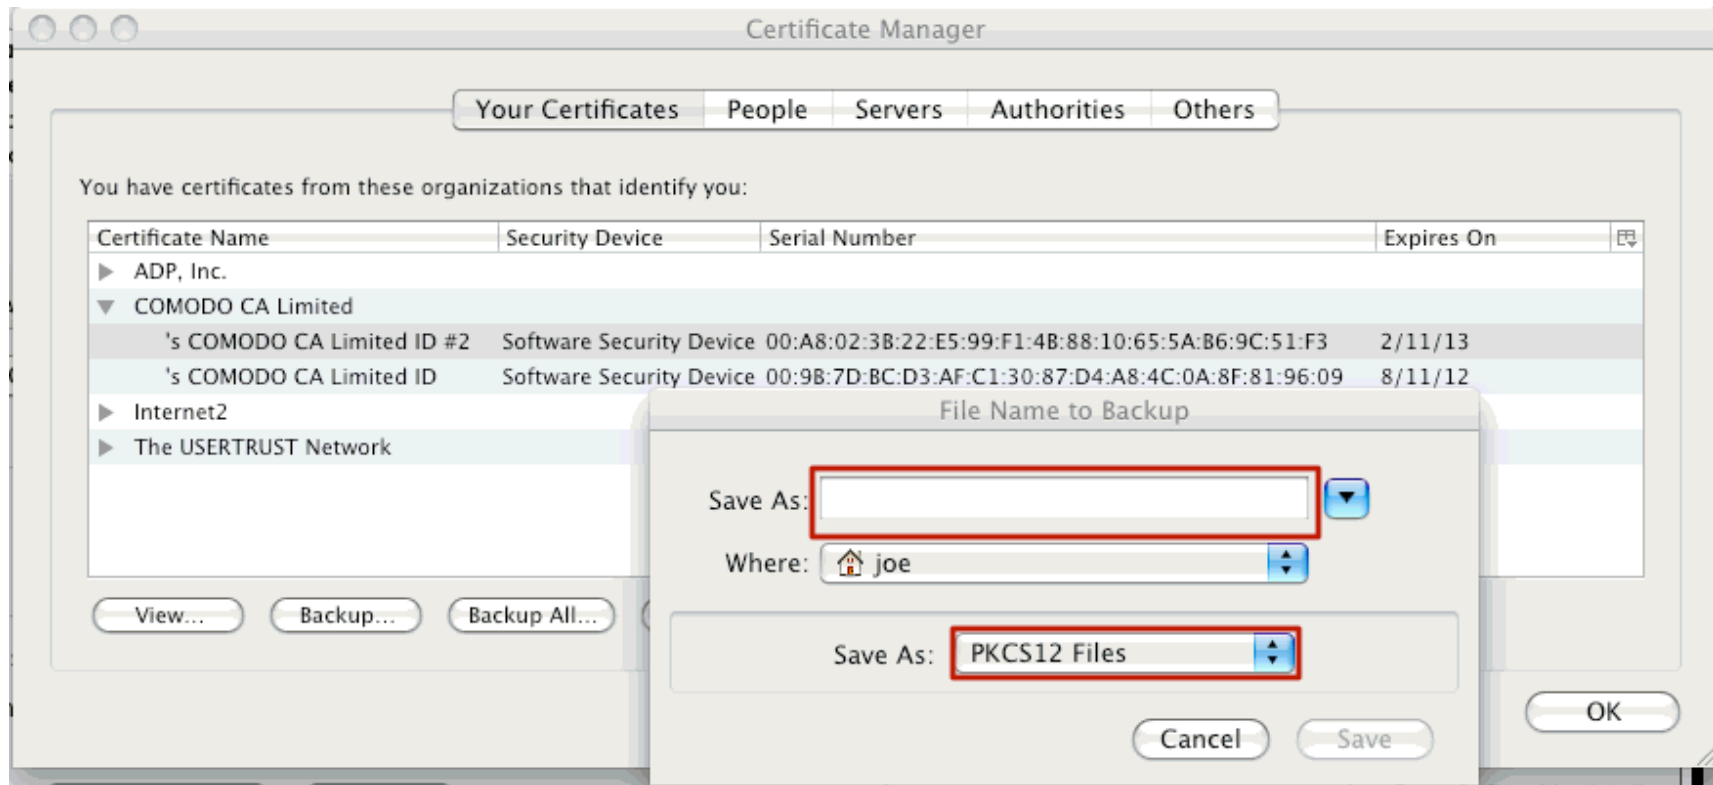 Certificate Manager
Your Certificates People Servers Authorities Others
You have certificates from these organizations that identify you:
Certificate Name Security Device Serial Number Expires On
ADP, Inc.
COMODO CA Limited
's COMODO CA Limited ID #2 Software Security Device 00:A8:02:3B:22:E5:99:F1:4B:88:10:65:5A:B6:9C:51:F3 2/11/13
's COMODO CA Limited ID Software Security Device 00:9B:7D:BC:D3:AF:C1:30:87:D4:A8:4C:0A:8F:81:96:09 8/11/12
Internet2
The USERTRUST Network
File Name to Backup
Save As:
Where: joe
View... Backup... Backup All...
Save As: PKCS12 Files
OK
Cancel Save